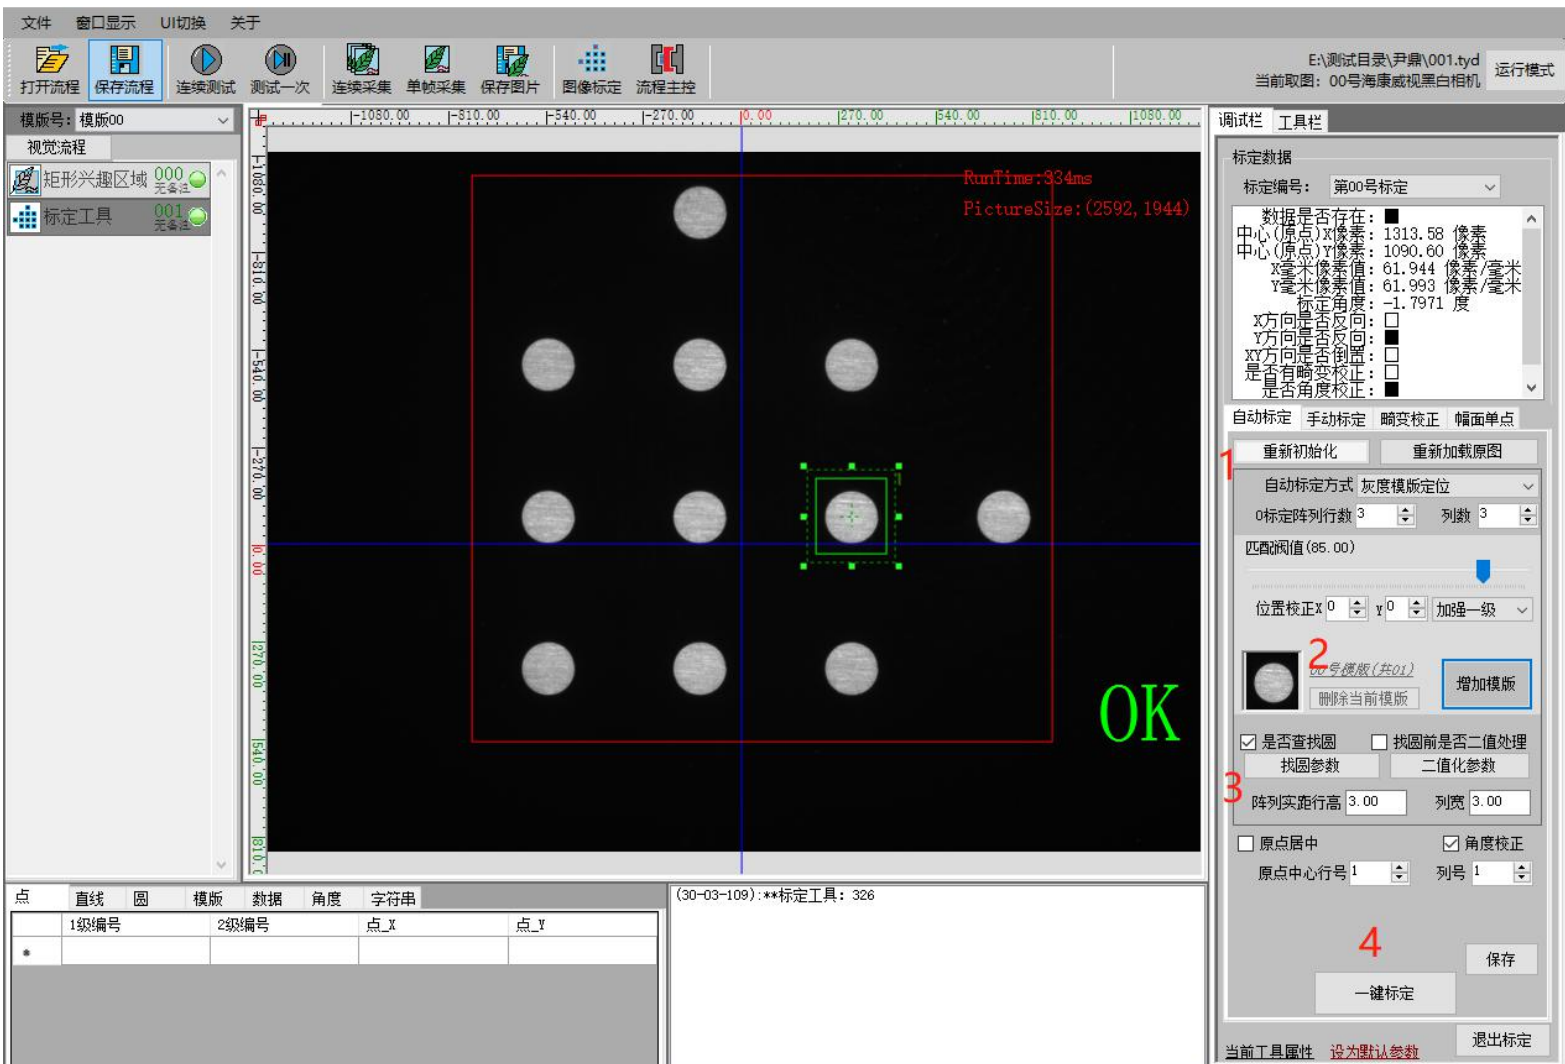 文件 窗口显示 UI切换 关于
打开流程 保存流程 连续测试 测试一次 连续采集 单帧采集 保存图片 图像标定 流程主控
E:\测试目录\尹鼎\001.tyd
当前取图：00号海康威视黑白相机
运行模式
模版号: 模版00
视觉流程
矩形兴趣区域 000 无备注
标定工具 001 无备注
-1080.00 -810.00 -540.00 -270.00 0.00 270.00 540.00 810.00 1080.00
-1080.00
-810.00
-540.00
-270.00
0.00
270.00
540.00
810.0
RunTime:334ms
PictureSize:(2592,1944)
1
OK
调试栏 工具栏
标定数据
标定编号: 第00号标定
数据是否存在: ■
中心(原点)X像素: 1313.58 像素
中心(原点)Y像素: 1090.60 像素
X毫米像素值: 61.944 像素/毫米
Y毫米像素值: 61.993 像素/毫米
标定角度: -1.7971 度
X方向是否反向: □
Y方向是否反向: ■
XY方向是否倒置: □
是否有畸变校正: □
是否角度校正: ■
自动标定 手动标定 畸变校正 幅面单点
1
重新初始化 重新加载原图
自动标定方式 灰度模版定位
0标定阵列行数 3 列数 3
匹配阀值(85.00)
位置校正X 0 Y 0 加强一级
2
00号模版(共01)
删除当前模版
增加模版
是否查找圆 找圆前是否二值处理
找圆参数 二值化参数
3
阵列实距行高 3.00 列宽 3.00
原点居中 角度校正
原点中心行号 1 列号 1
4
保存
一键标定
退出标定
当前工具属性 设为默认参数
点 直线 圆 模版 数据 角度 字符串
1级编号 2级编号 点_X 点_Y
*
(30-03-109):**标定工具: 326